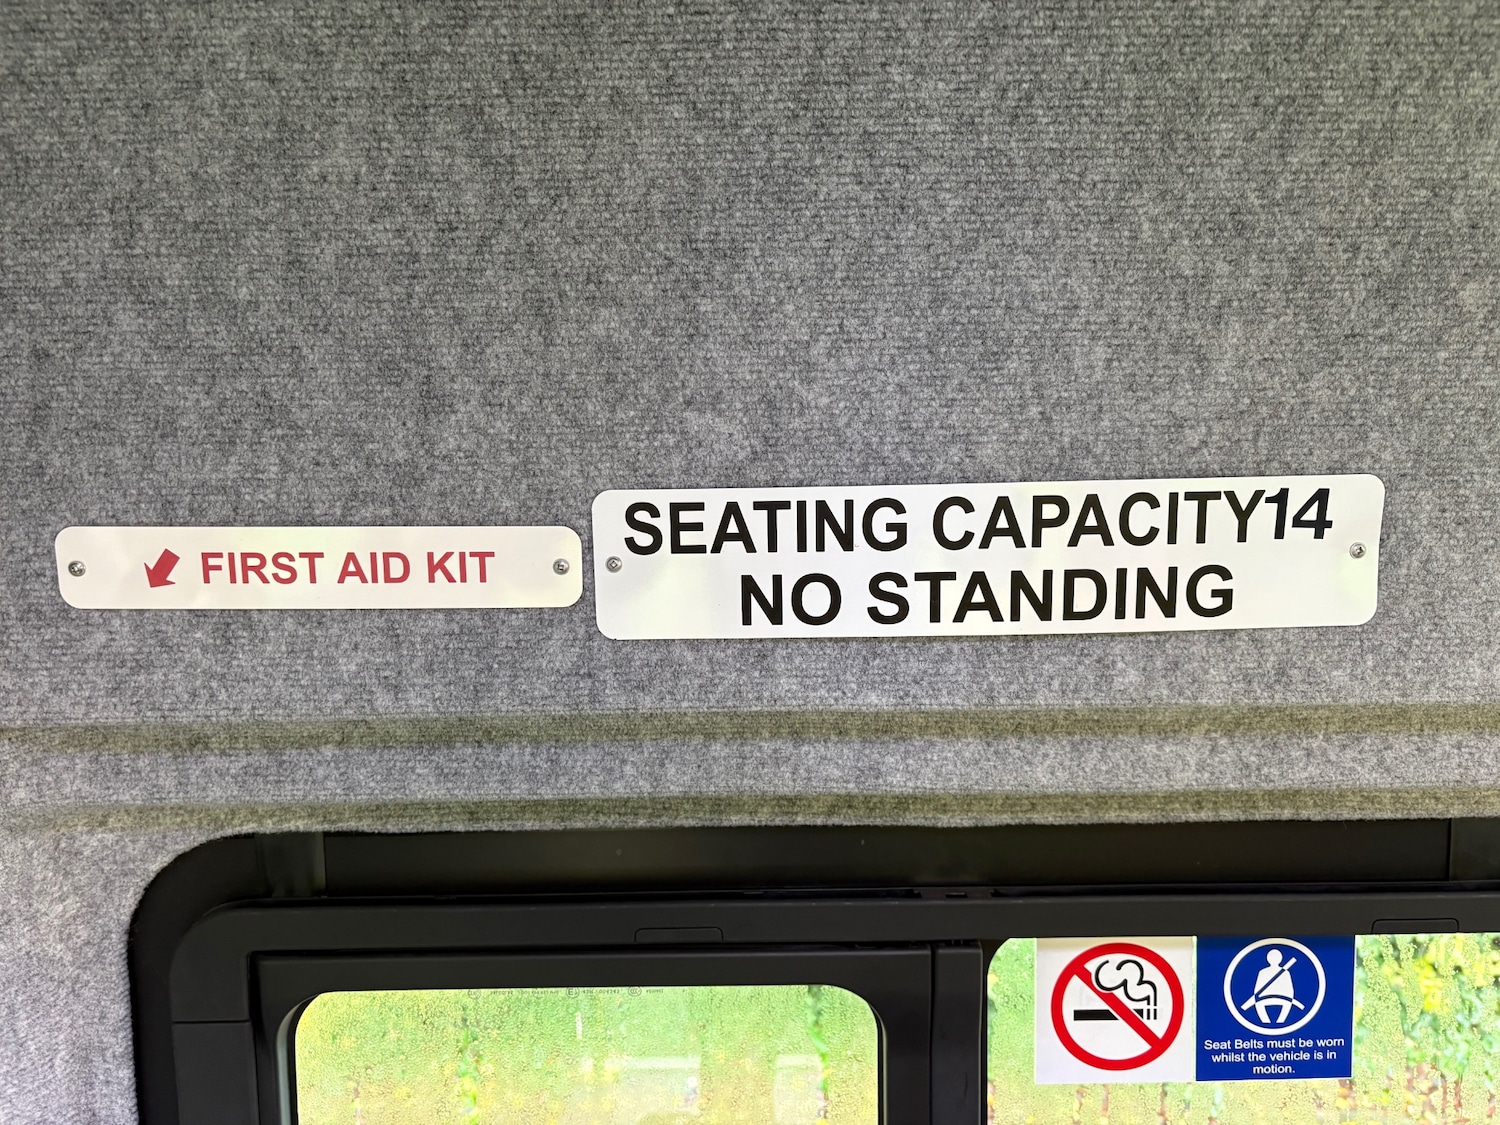 FIRST AID KIT
SEATING CAPACITY14
NO STANDING
Seat Belts must be worn
whilst the vehicle is in
motion.